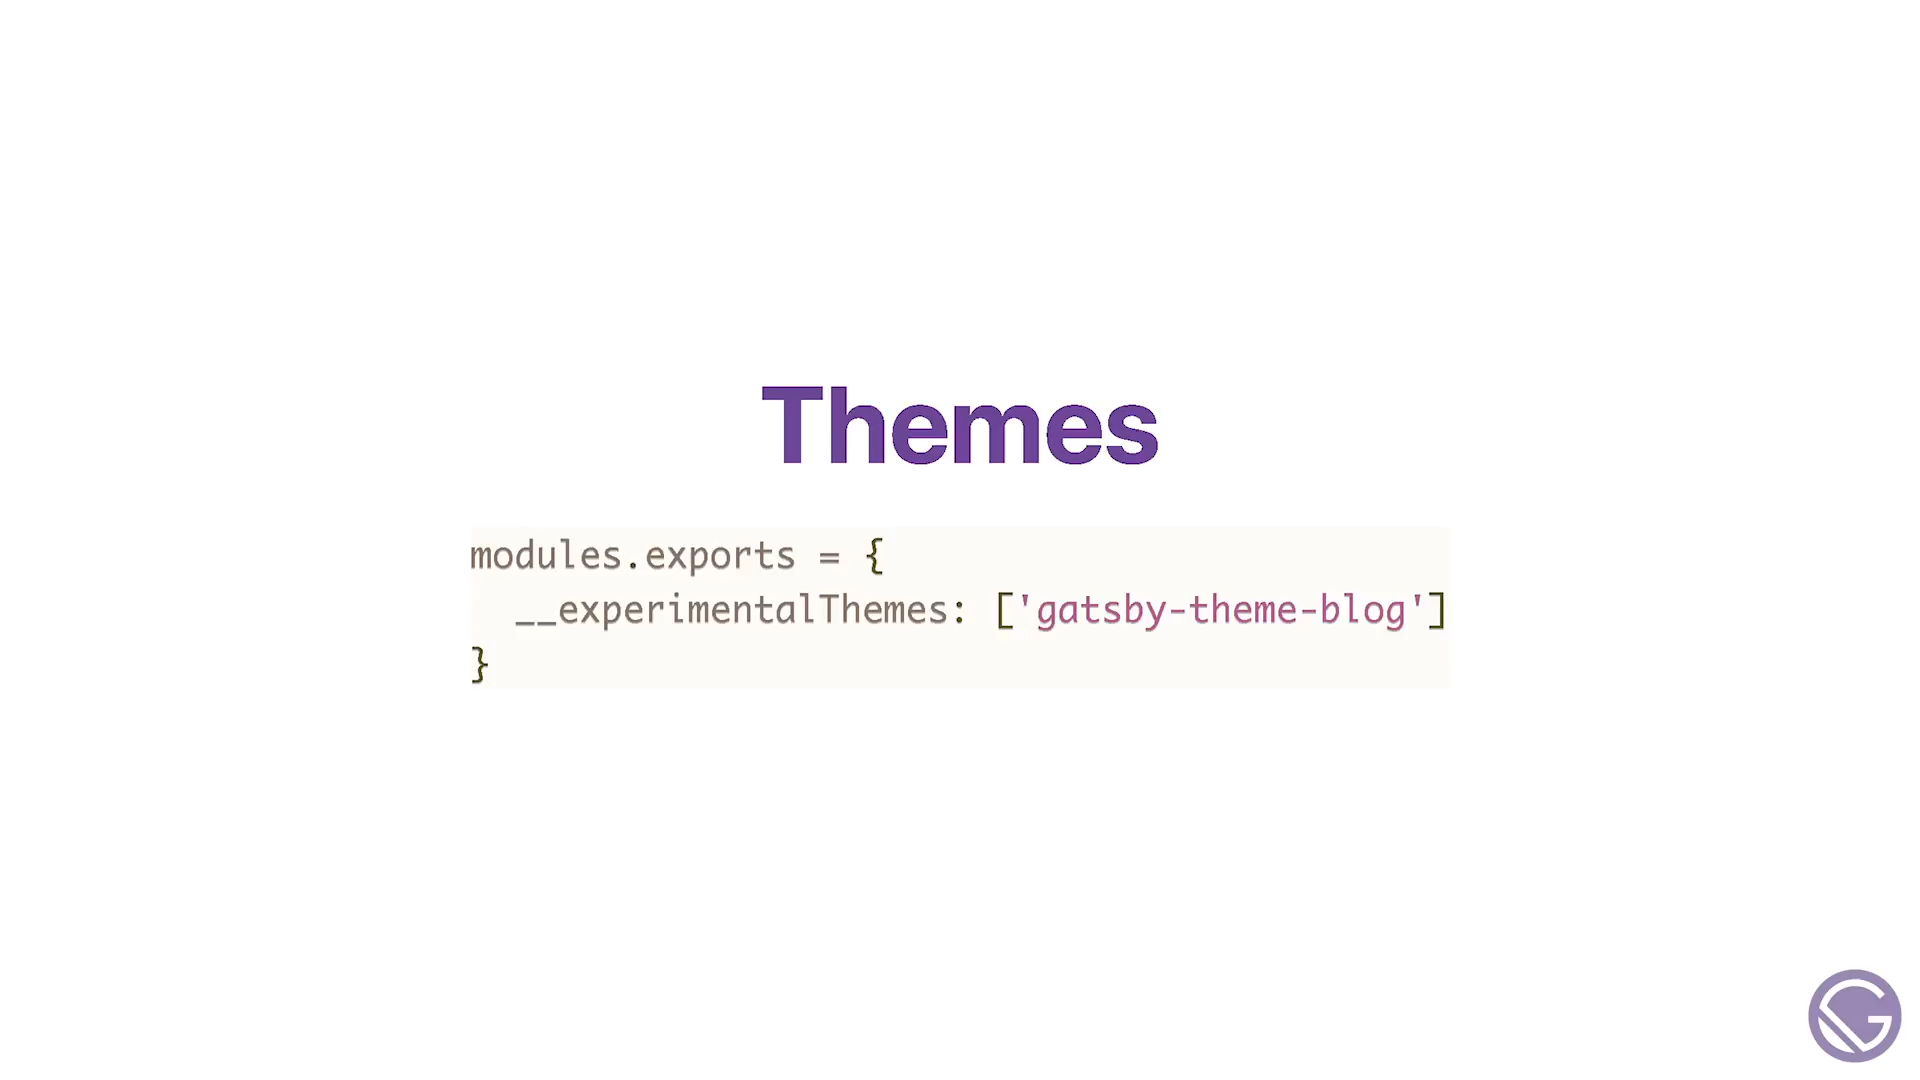 Themes
modules.exports = {
  __experimentalThemes: ['gatsby-theme-blog']
}